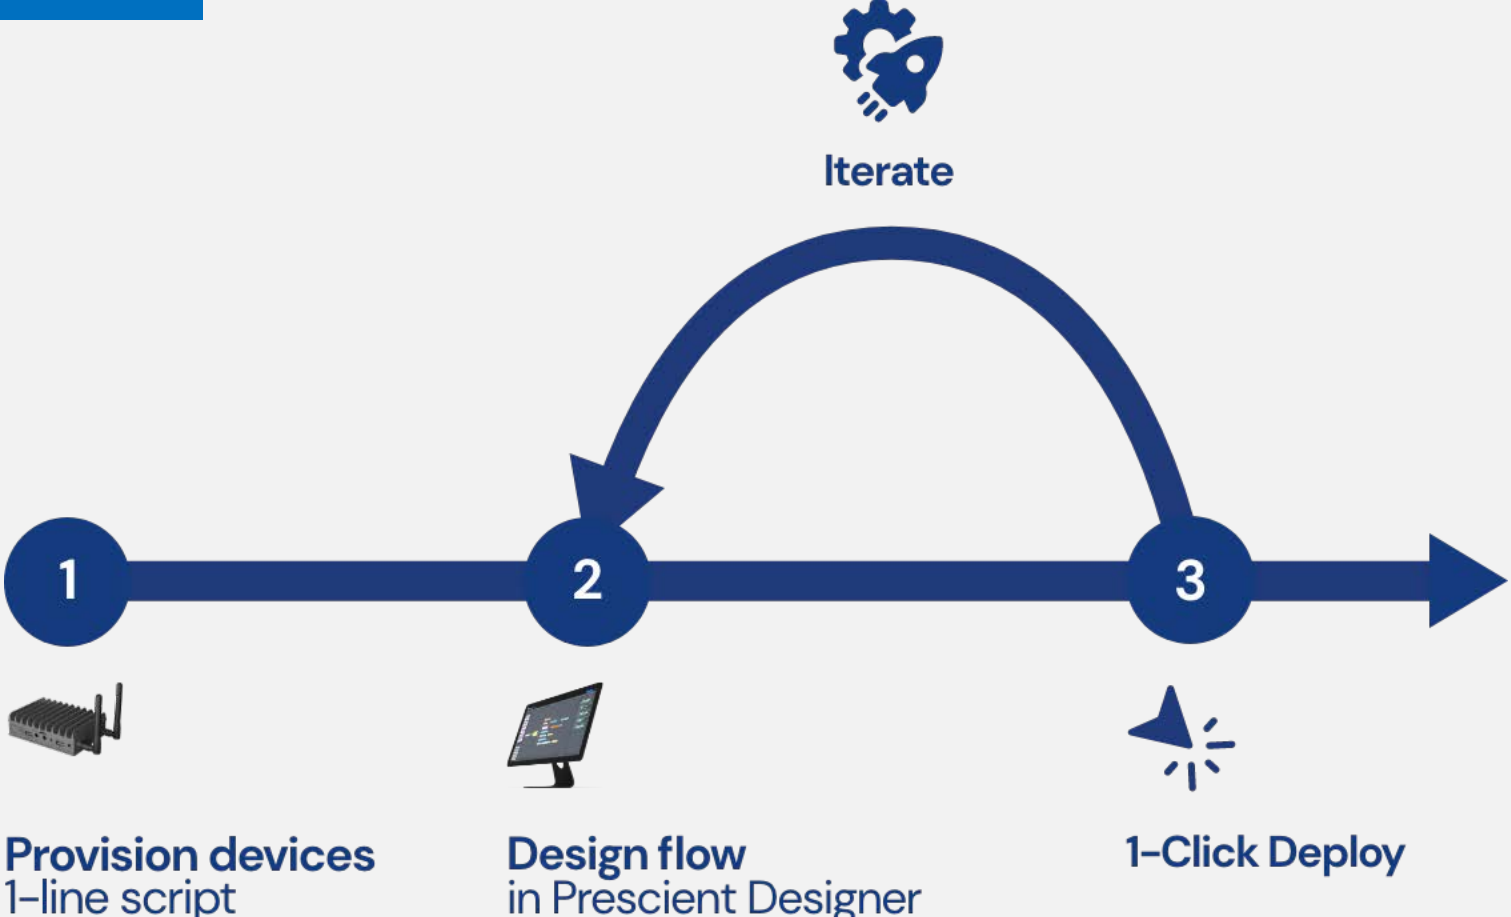 Iterate
1
2
3
Provision devices
1-line script
Design flow
in Prescient Designer
1-Click Deploy